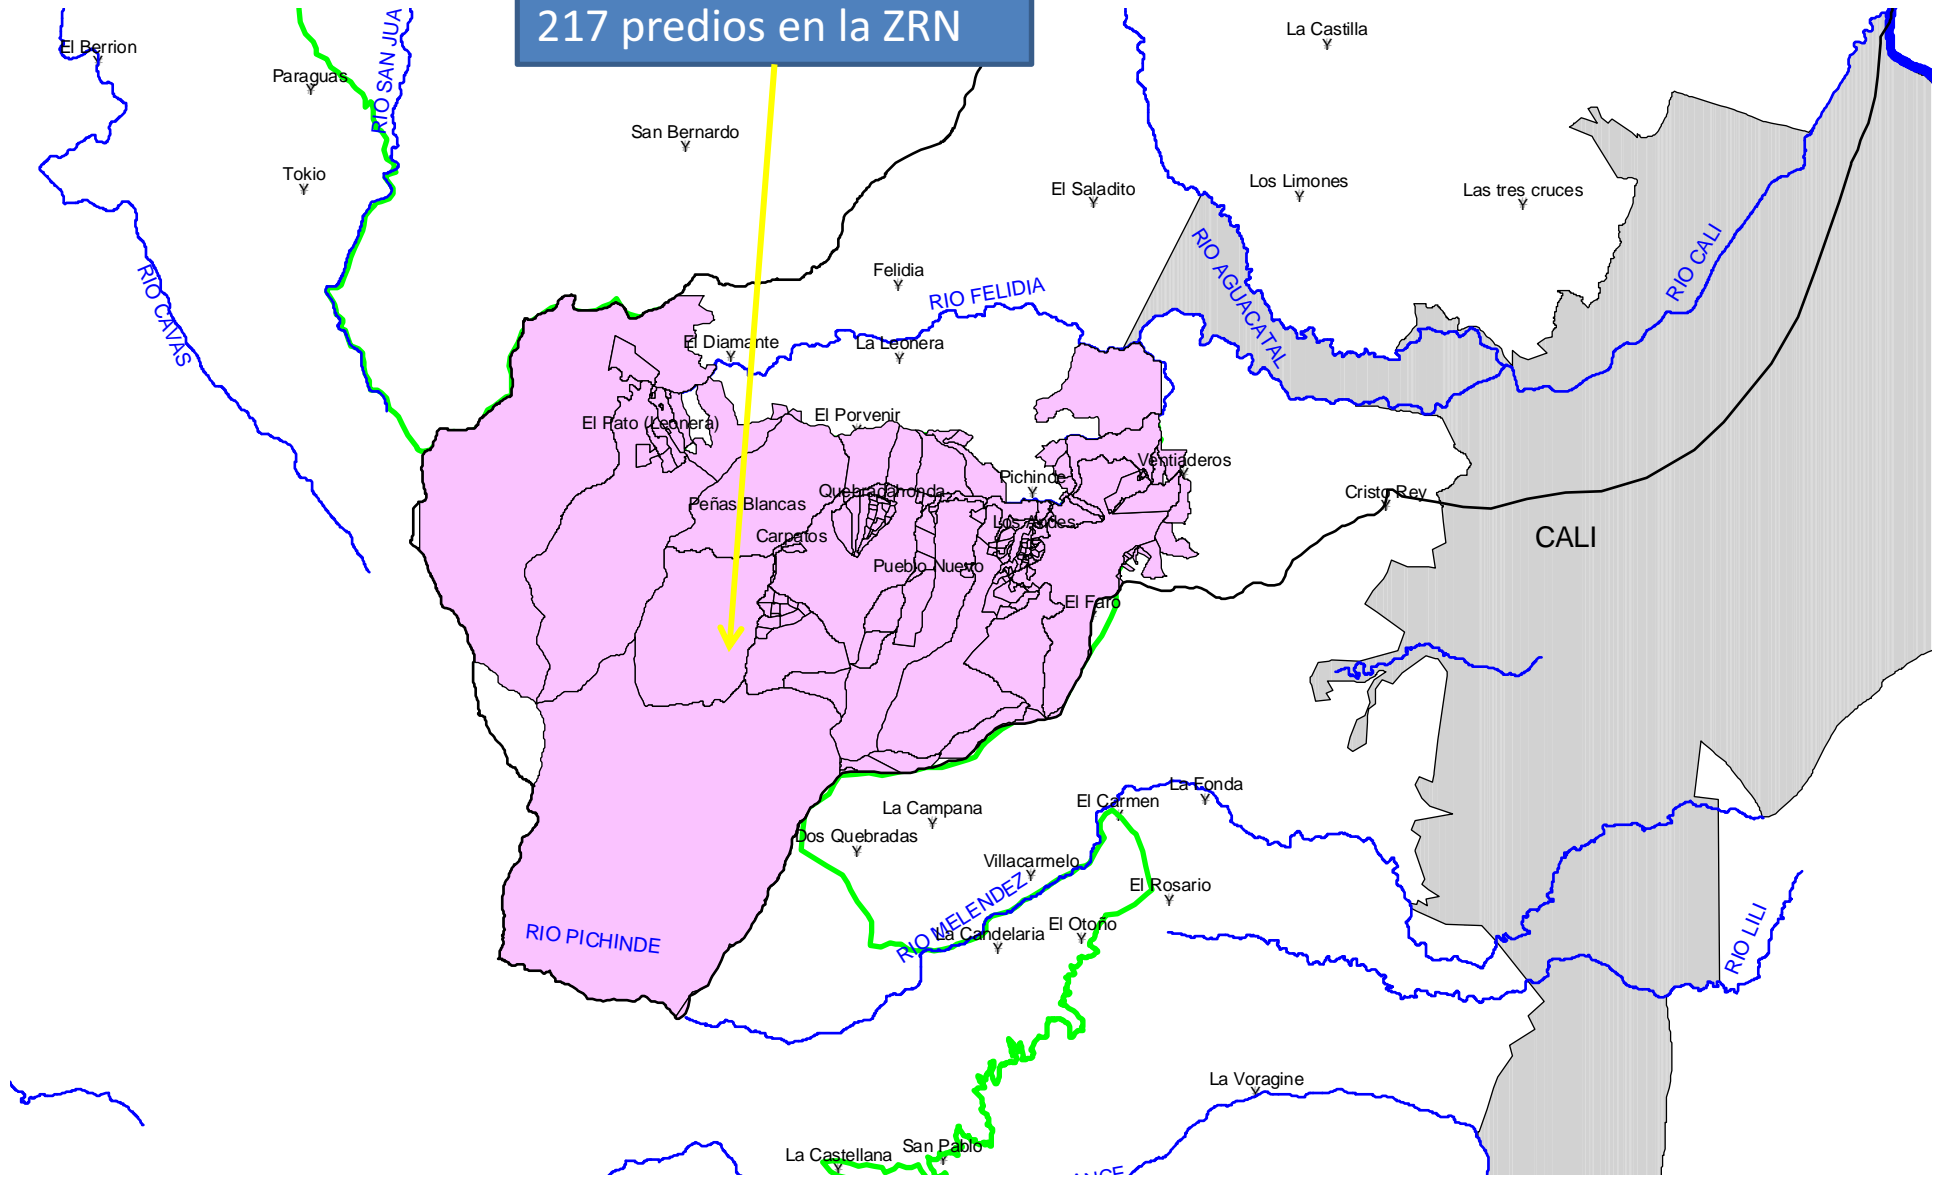 217 predios en la ZRN
La Castilla
El Berrion
Paraguas
RIO SAN JUA
San Bernardo
Tokio
El Saladito
Los Limones
Las tres cruces
RIO CAVAS
Felidia
RIO FELIDIA
RIO AGUACATAL
RIO CALI
El Diamante
La Leonera
El Pato (Leonera)
El Porvenir
Ventiaderos
Pichinde
Cristo Rey
Peñas Blancas
Quebradahonda
Los Andes
Carpatos
CALI
Pueblo Nuevo
El Faro
La Fonda
El Carmen
La Campana
Dos Quebradas
Villacarmelo
El Rosario
RIO MELENDEZ
El Otoño
La Candelaria
RIO PICHINDE
RIO LILI
La Voragine
San Pablo
La Castellana
ANCE